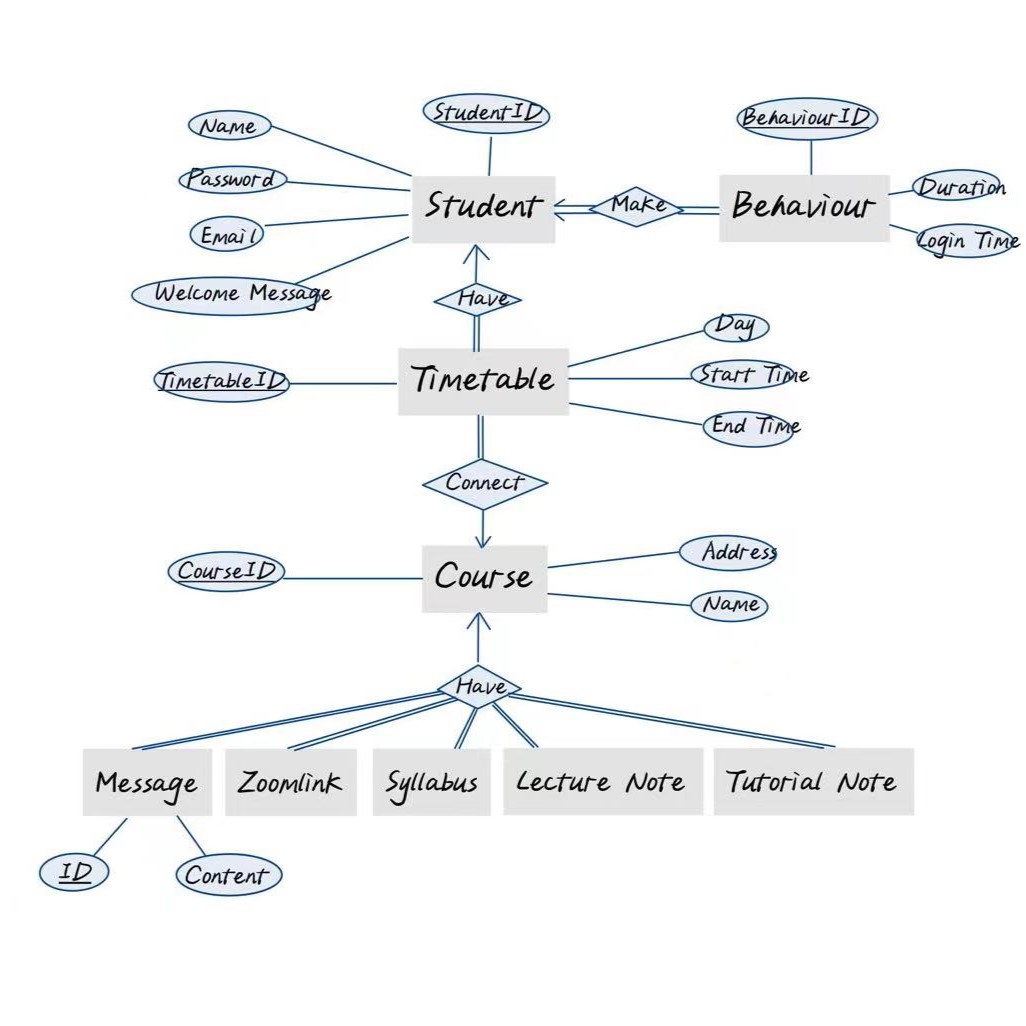 StudentID
BehaviourID
Name
Password
Email
Welcome Message
Student
Make
Behaviour
Duration
Login Time
Have
TimetableID
Timetable
Day
Start Time
End Time
Connect
CourseID
Course
Address
Name
Have
Message
Zoomlink
Syllabus
Lecture Note
Tutorial Note
ID
Content